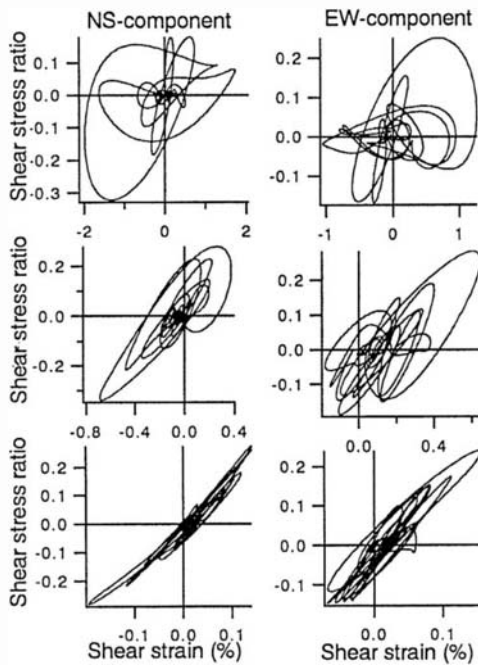 NS-component EW-component
Shear stress ratio
0.1
0.0
-0.1
-0.2
-0.3
-2 0 2
0.2
0.1
0.0
-0.1
-1 0 1
Shear stress ratio
0.2
0.0
-0.2
-0.8 -0.4 0.0 0.4
0.2
0.1
0.0
-0.1
0.0 0.4
Shear stress ratio
0.2
0.1
0.0
-0.1
-0.2
-0.1 0.0 0.1
Shear strain (%)
0.2
0.1
0.0
-0.1
0.0 0.1
Shear strain (%)